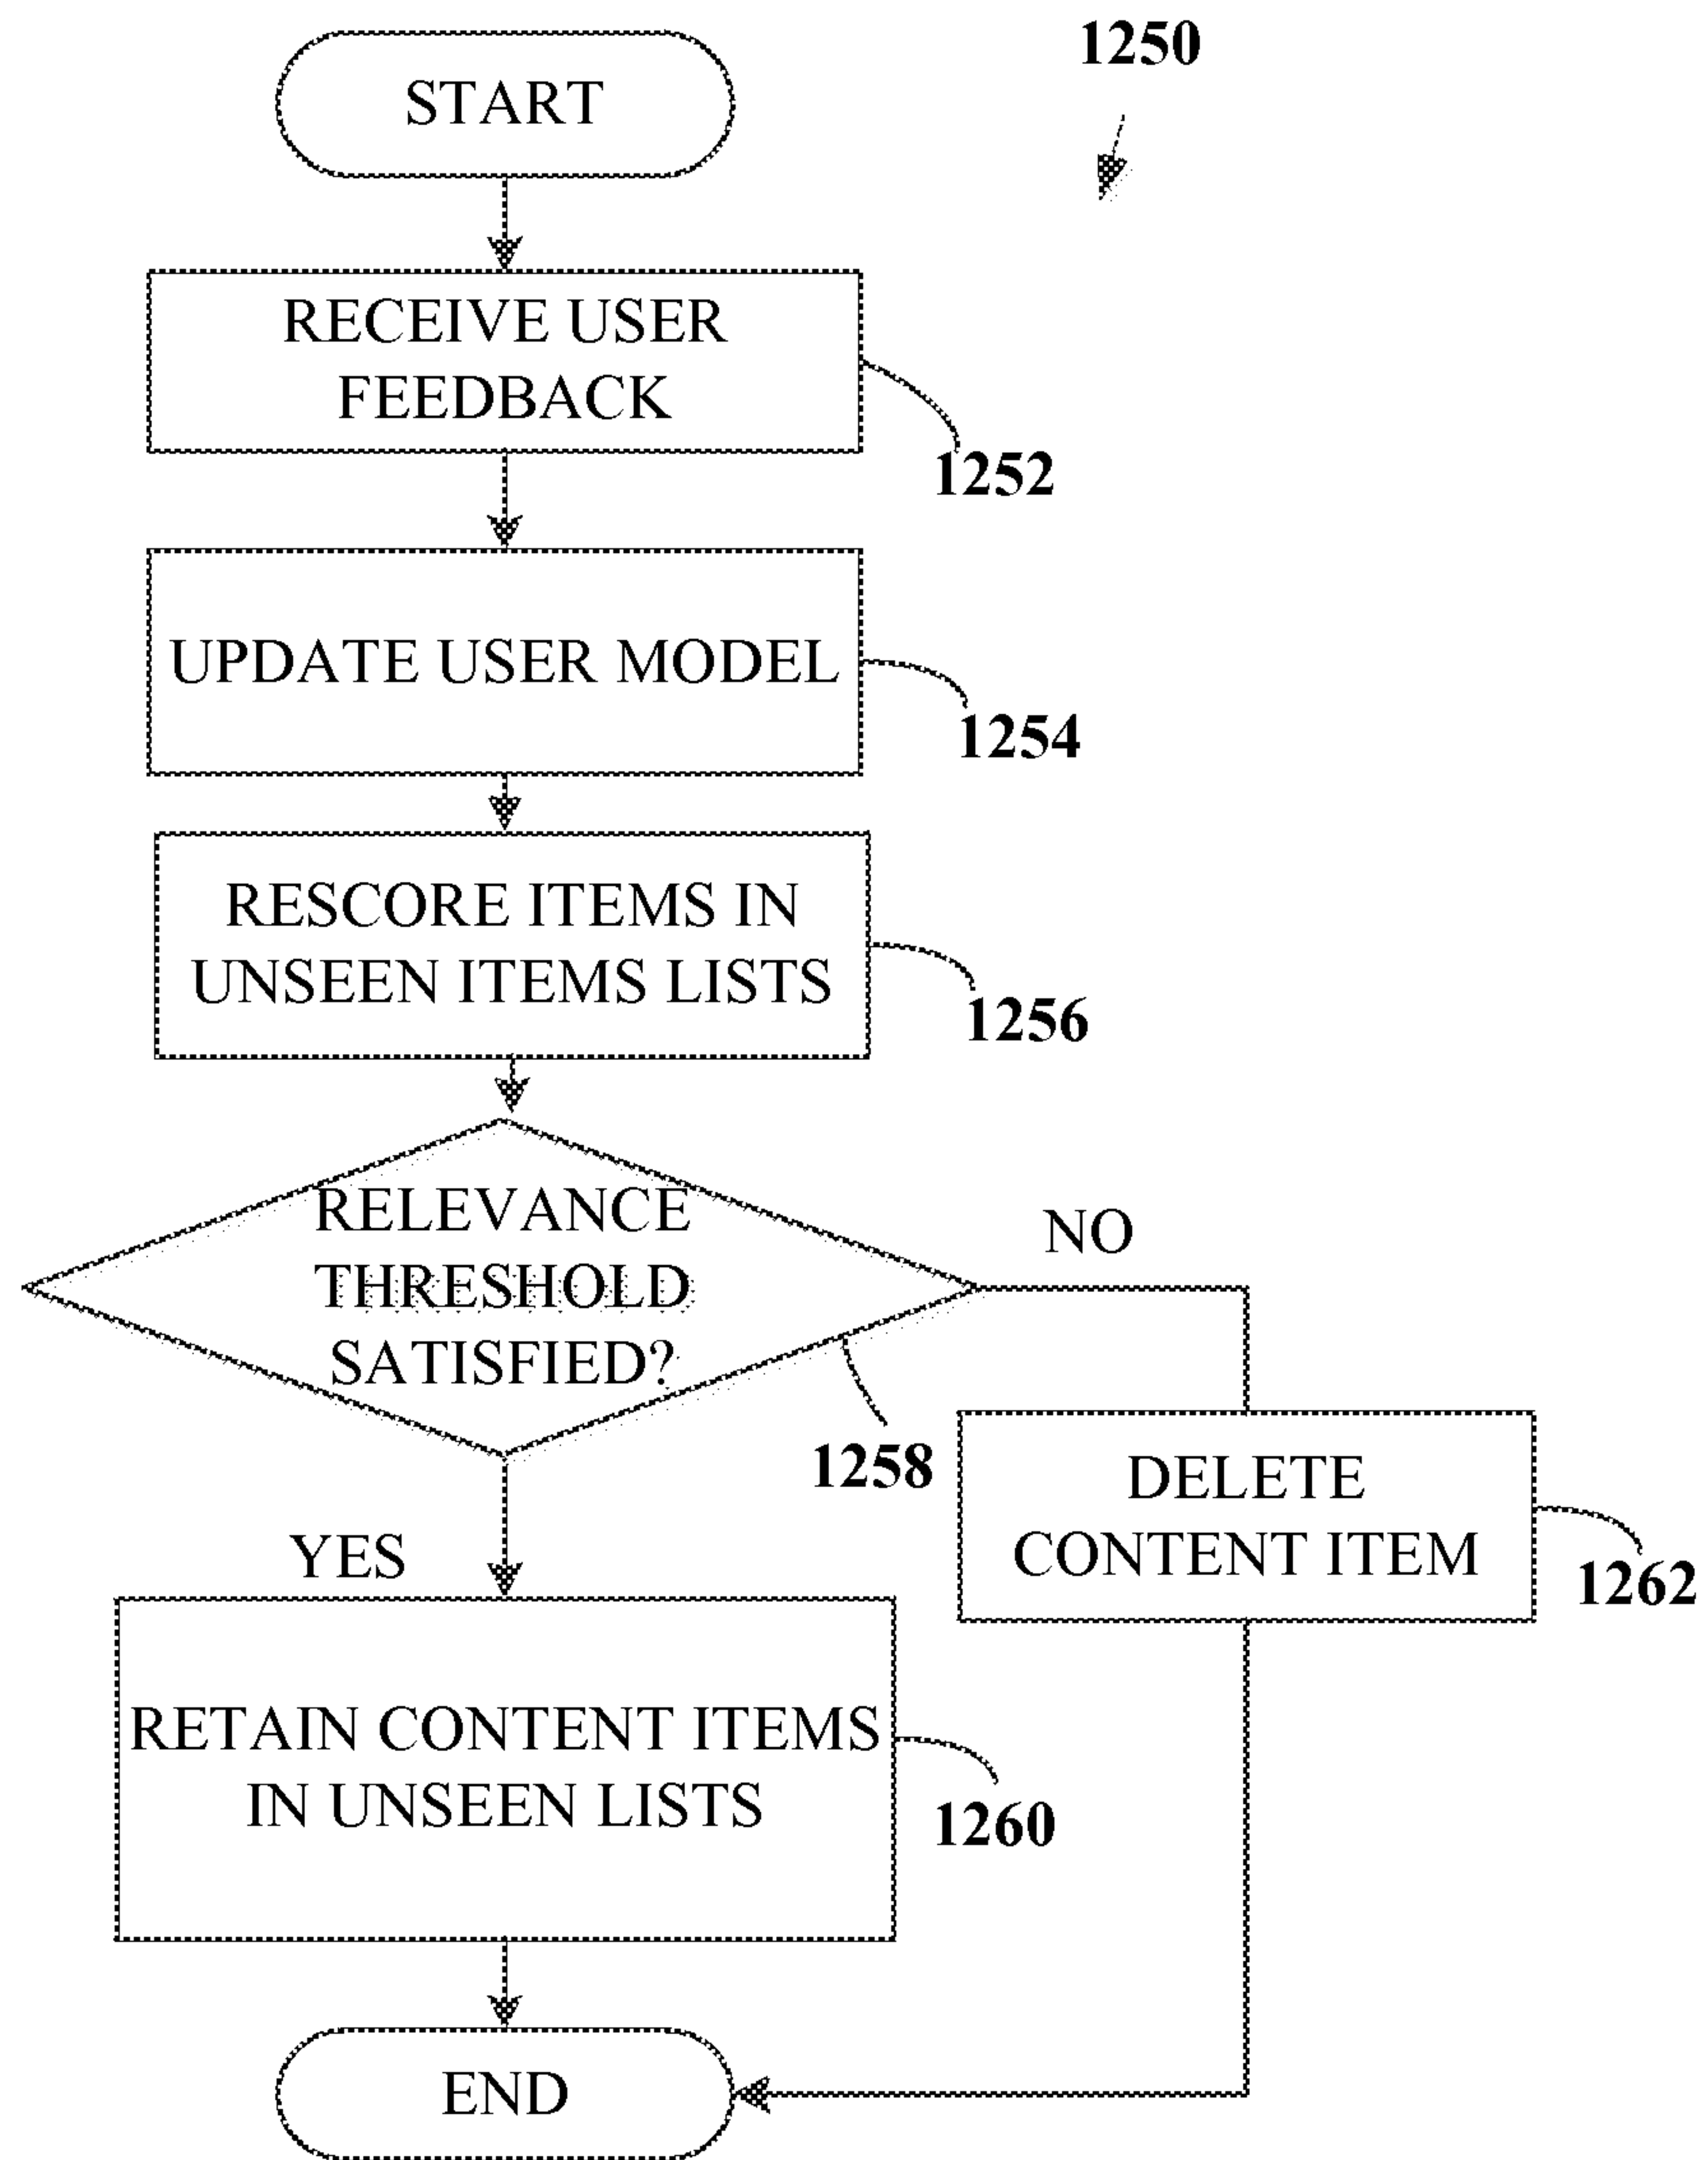 1250
START
RECEIVE USER
FEEDBACK
1252
UPDATE USER MODEL
1254
RESCORE ITEMS IN
UNSEEN ITEMS LISTS
1256
RELEVANCE
THRESHOLD
SATISFIED?
NO
1258
DELETE
CONTENT ITEM
1262
YES
RETAIN CONTENT ITEMS
IN UNSEEN LISTS
1260
END